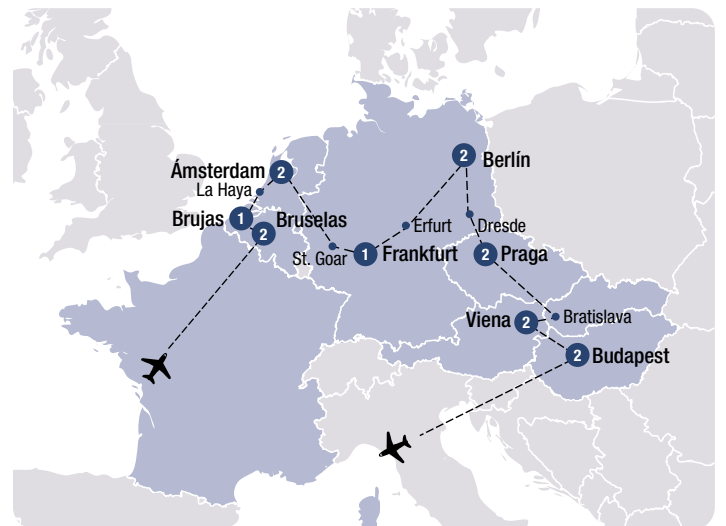 2 Berlín
Ámsterdam 2
La Haya
Brujas 1
Bruselas
2
Erfurt
Dresde
St. Goar
1 Frankfurt
2 Praga
Viena 2
Bratislava
2 Budapest